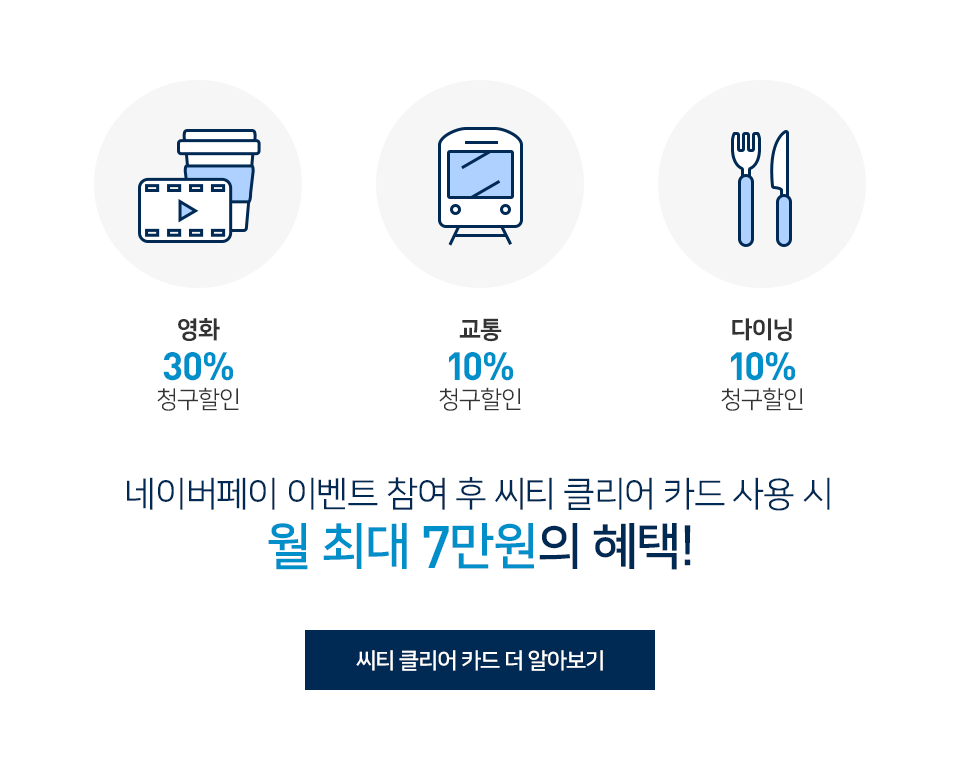 영화
30%
청구할인
교통
10%
청구할인
다이닝
10%
청구할인
네이버페이 이벤트 참여 후 씨티 클리어 카드 사용 시
월 최대 7만원의 혜택!
씨티 클리어 카드 더 알아보기